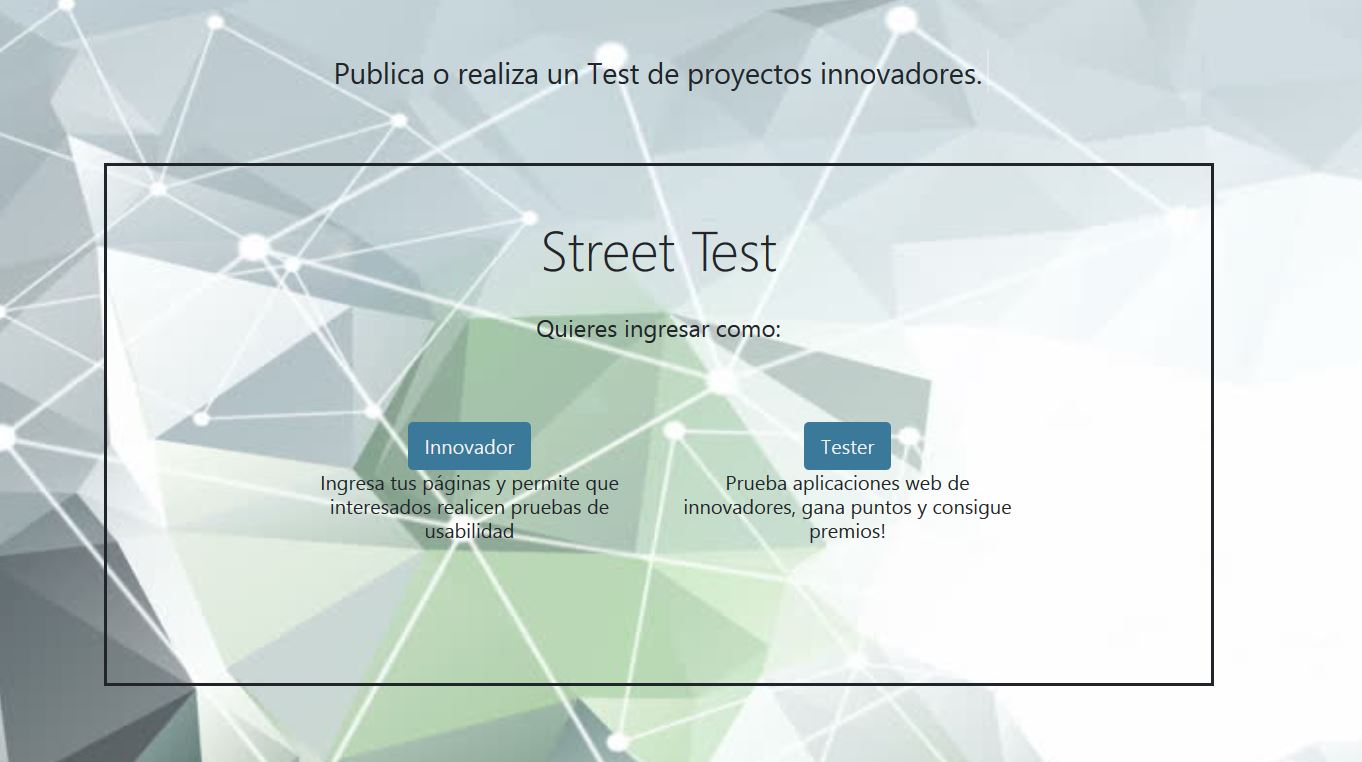 Publica o realiza un Test de proyectos innovadores.
Street Test
Quieres ingresar como:
Innovador
Ingresa tus páginas y permite que
interesados realicen pruebas de
usabilidad
Tester
Prueba aplicaciones web de
innovadores, gana puntos y consigue
premios!